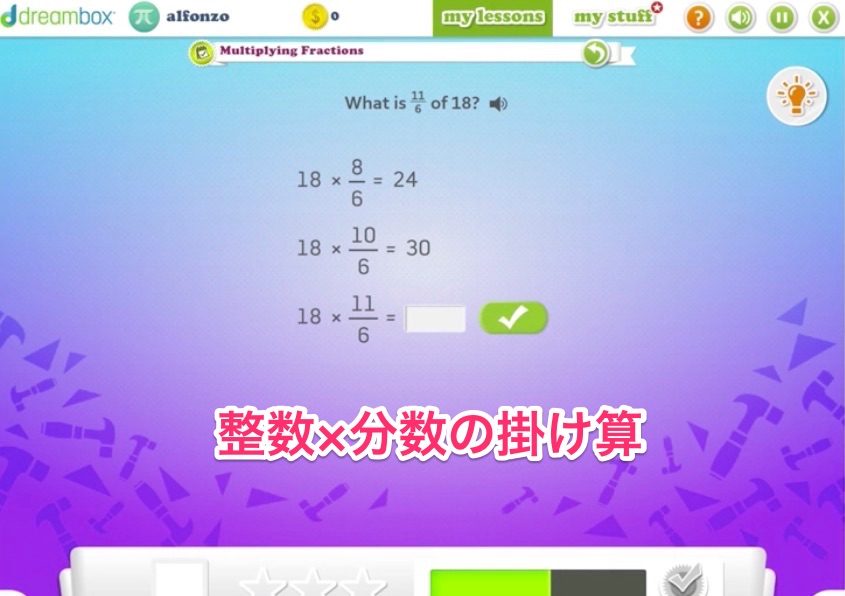 dreambox π alfonzo $ 0 my lessons my stuff ? X
Multiplying Fractions
What is 11/6 of 18?
18 × 8/6 = 24
18 × 10/6 = 30
18 × 11/6 =
整数×分数の掛け算